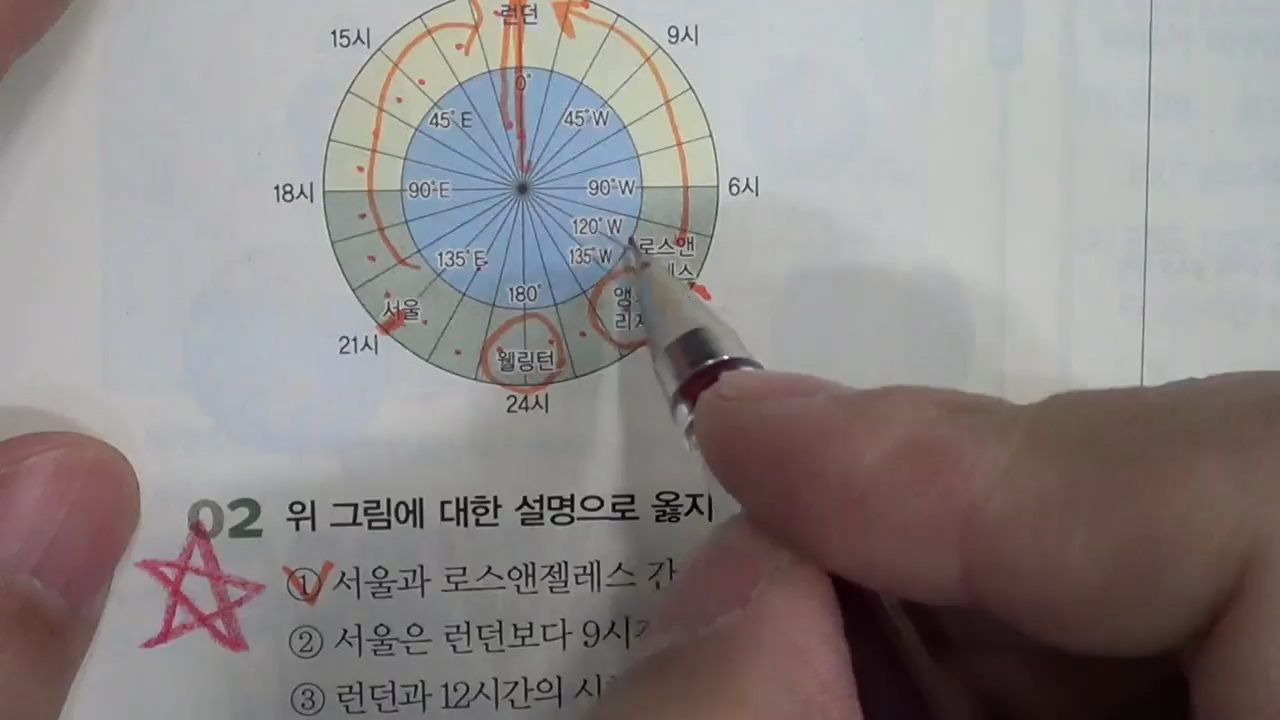 런던
15시
9시
0°
45°E
45°W
18시
90°E
90°W
6시
120°W
로스앤
135°E
135°W
180°
서울
21시
웰링턴
24시
02 위 그림에 대한 설명으로 옳지
① 서울과 로스앤젤레스 간
② 서울은 런던보다 9시
③ 런던과 12시간의